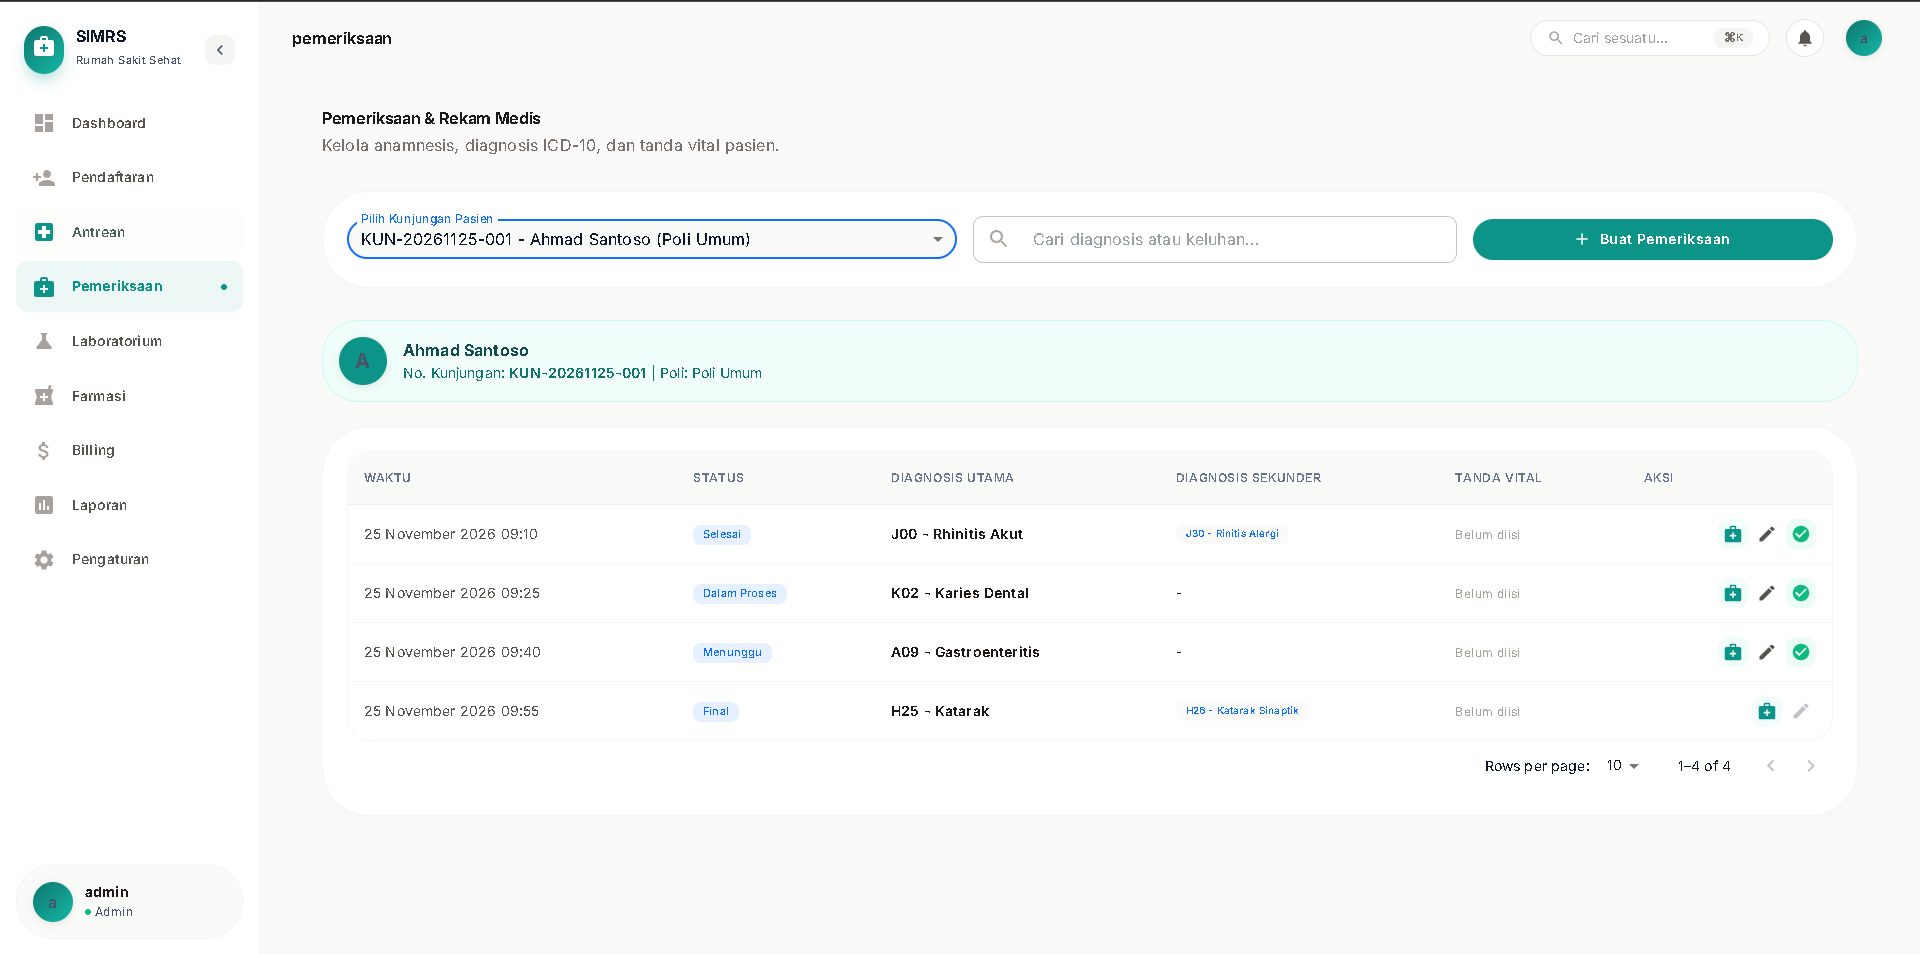 SIMRS
Rumah Sakit Sehat
Dashboard
Pendaftaran
Antrean
Pemeriksaan
Laboratorium
Farmasi
Billing
Laporan
Pengaturan
a
admin
Admin
pemeriksaan
Cari sesuatu...
⌘K
a
Pemeriksaan & Rekam Medis
Kelola anamnesis, diagnosis ICD-10, dan tanda vital pasien.
Pilih Kunjungan Pasien
KUN-20261125-001 - Ahmad Santoso (Poli Umum)
Cari diagnosis atau keluhan...
+ Buat Pemeriksaan
A
Ahmad Santoso
No. Kunjungan: KUN-20261125-001 | Poli: Poli Umum
WAKTU STATUS DIAGNOSIS UTAMA DIAGNOSIS SEKUNDER TANDA VITAL AKSI
25 November 2026 09:10 Selesai J00 - Rhinitis Akut J30 - Rinitis Alergi Belum diisi
25 November 2026 09:25 Dalam Proses K02 - Karies Dental - Belum diisi
25 November 2026 09:40 Menunggu A09 - Gastroenteritis - Belum diisi
25 November 2026 09:55 Final H25 - Katarak H26 - Katarak Sinaptik Belum diisi
Rows per page: 10 1–4 of 4